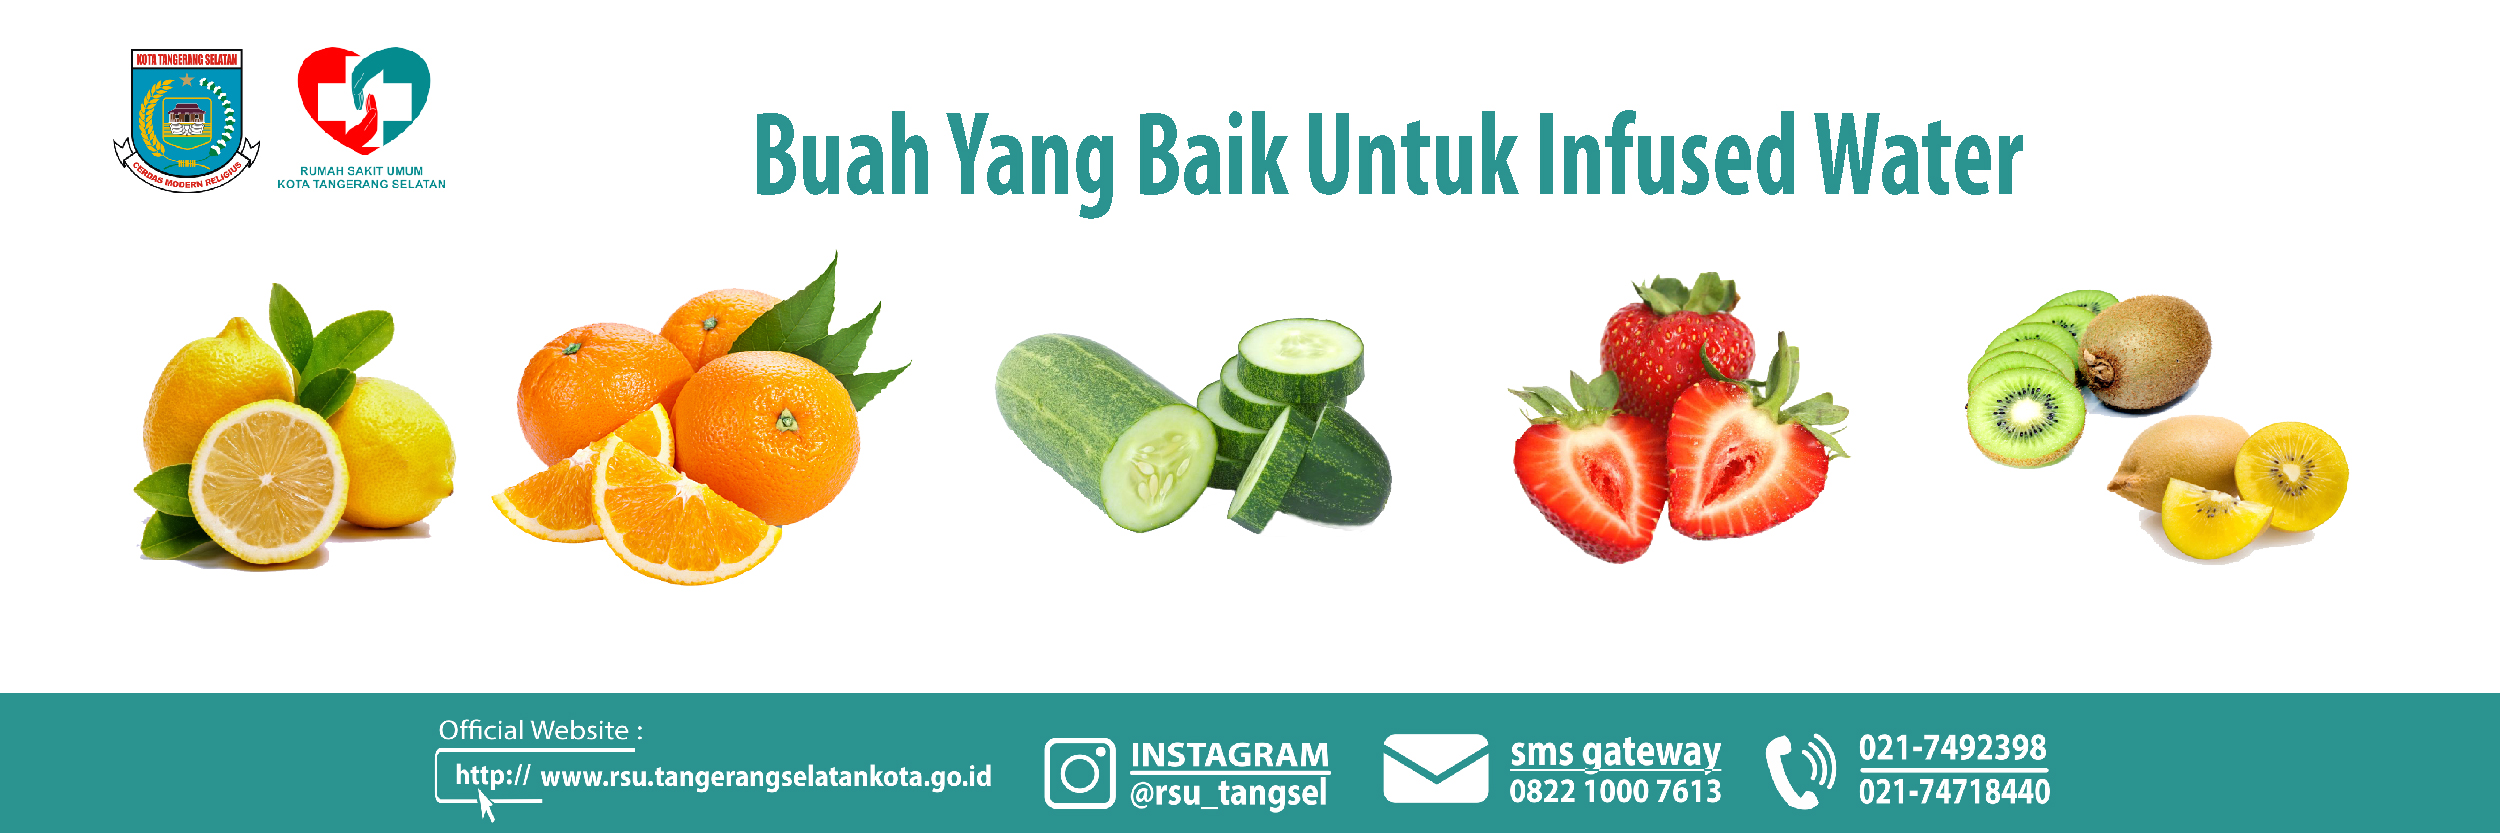 KOTA TANGERANG SELATAN
CERDAS MODERN RELIGIUS
RUMAH SAKIT UMUM
KOTA TANGERANG SELATAN
Buah Yang Baik Untuk Infused Water
Official Website :
http:// www.rsu.tangerangselatankota.go.id
INSTAGRAM
@rsu_tangsel
sms gateway
0822 1000 7613
021-7492398
021-74718440